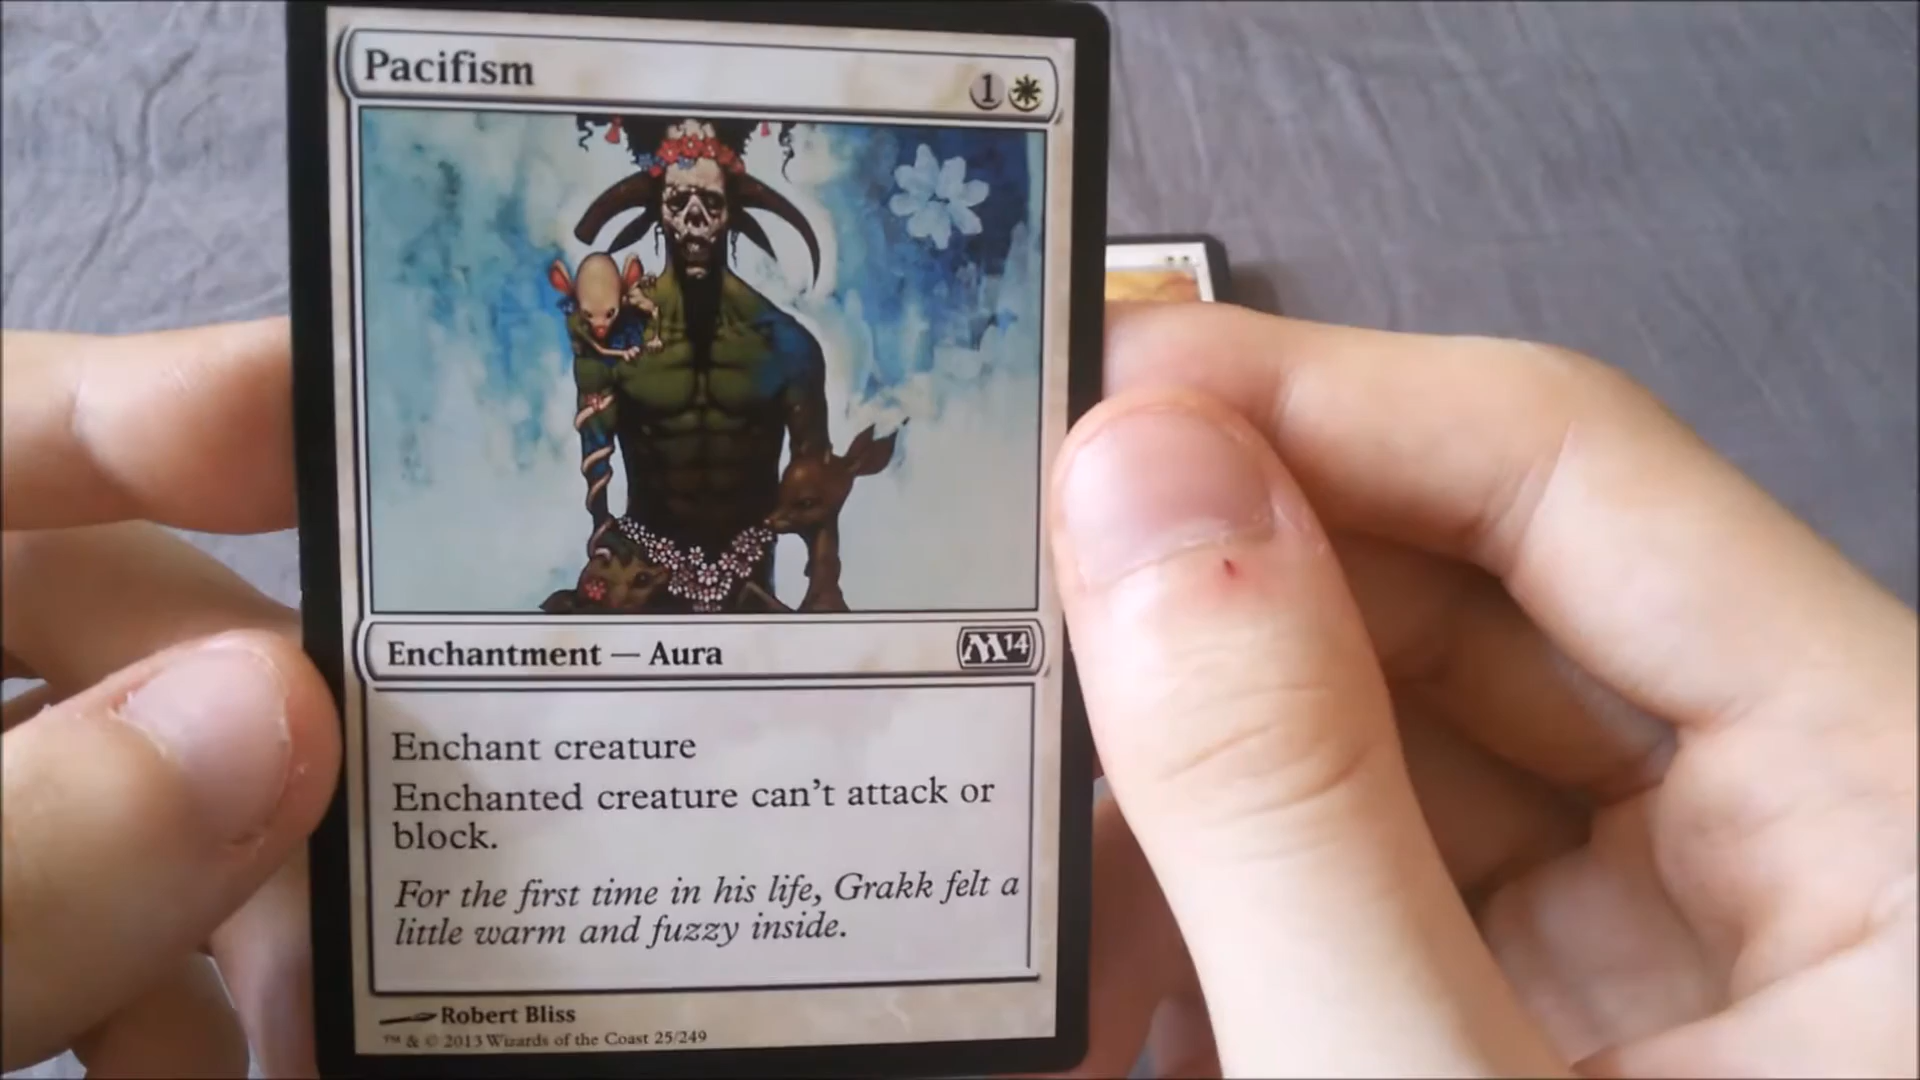 Pacifism
1
Enchantment — Aura
M14
Enchant creature
Enchanted creature can't attack or
block.
For the first time in his life, Grakk felt a
little warm and fuzzy inside.
Robert Bliss
™ & © 2013 Wizards of the Coast 25/249